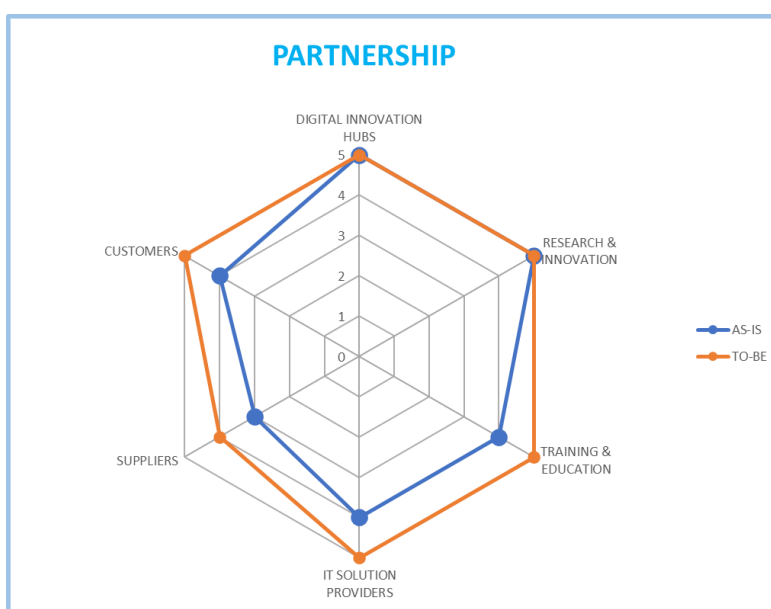 PARTNERSHIP
DIGITAL INNOVATION
HUBS
5
4
3
2
1
0
RESEARCH &
INNOVATION
TRAINING &
EDUCATION
IT SOLUTION
PROVIDERS
SUPPLIERS
CUSTOMERS
AS-IS
TO-BE